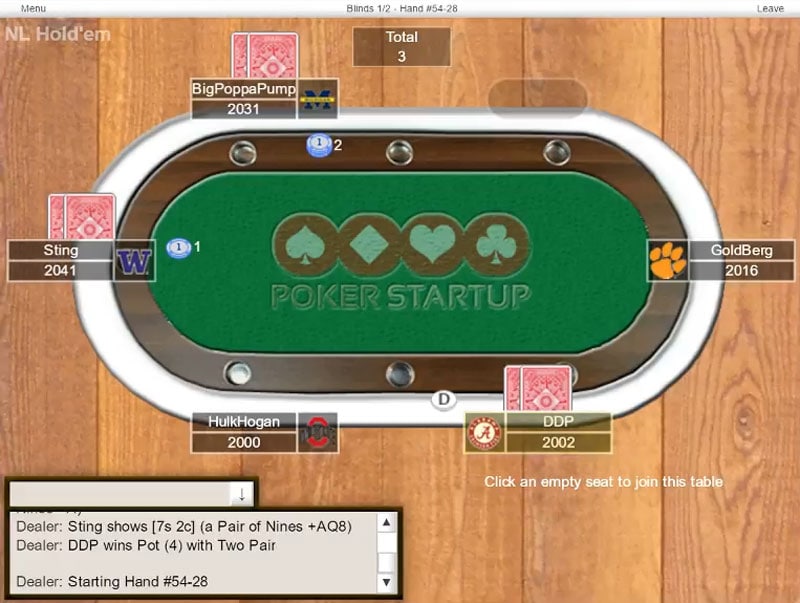 Menu
Blinds 1/2 - Hand #54-28
Leave
NL Hold'em
Total
3
BigPoppaPump
2031
MICHIGAN
1 2
Sting
2041
W
1 1
GoldBerg
2016
POKER STARTUP
D
HulkHogan
2000
A
DDP
2002
Click an empty seat to join this table
Dealer: Sting shows [7s 2c] (a Pair of Nines +AQ8)
Dealer: DDP wins Pot (4) with Two Pair
Dealer: Starting Hand #54-28